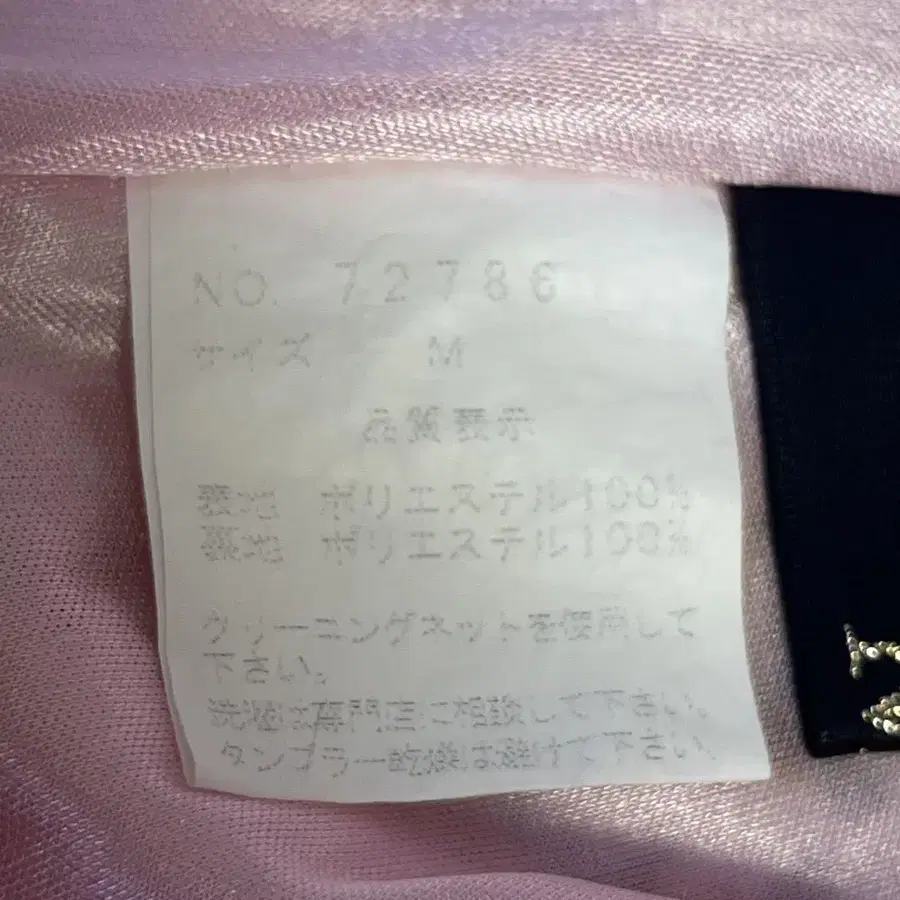 NO. 72786
サイズ M
品質表示
表地 ポリエステル100%
裏地 ポリエステル100%
クリーニングネットを使用して
下さい。
洗濯は専門店に相談して下さい。
タンブラー乾燥は避けて下さい